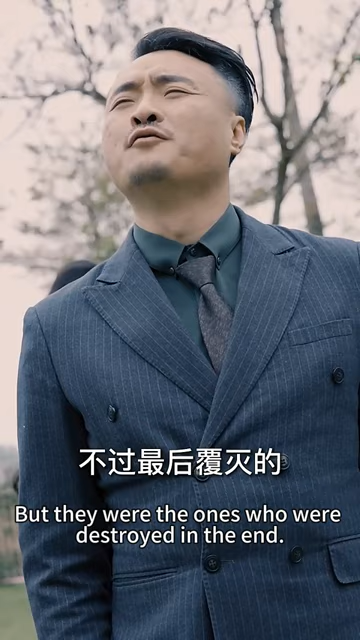 不过最后覆灭的
But they were the ones who were
destroyed in the end.